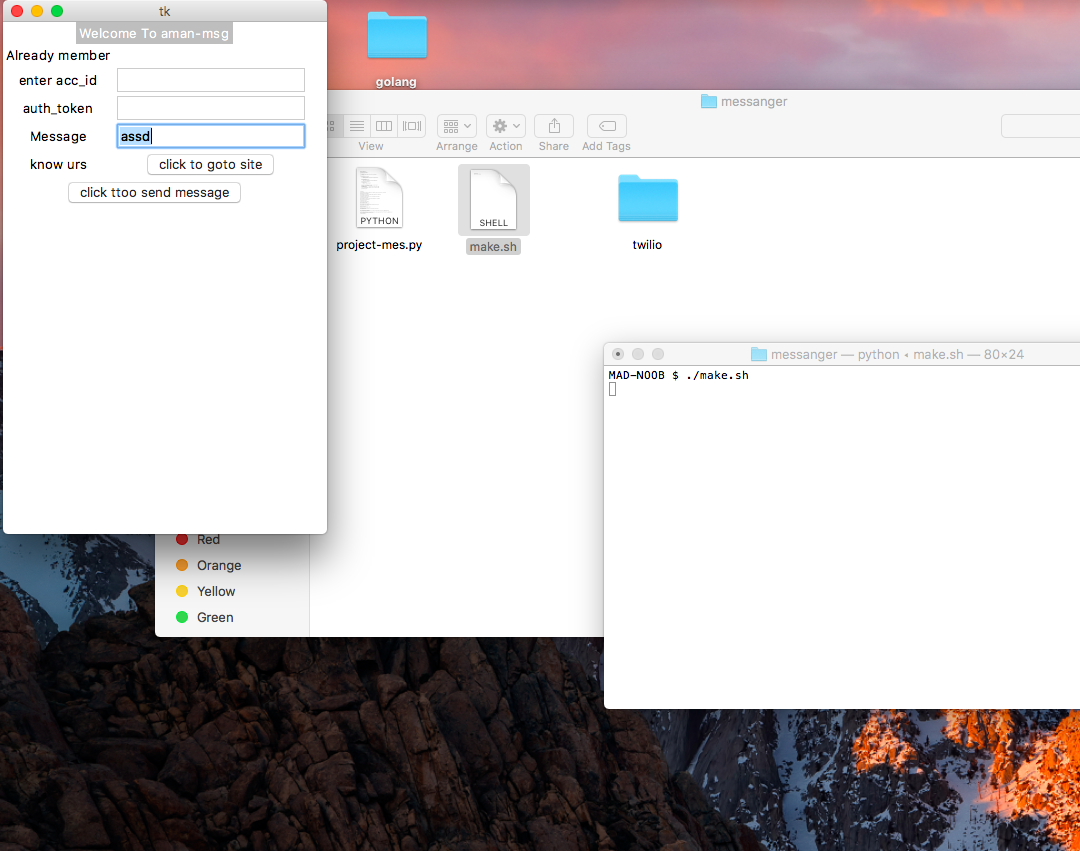 tk
Welcome To aman-msg
Already member
enter acc_id
auth_token
Message assd
know urs click to goto site
click ttoo send message
golang
messanger
View Arrange Action Share Add Tags
PYTHON
project-mes.py
SHELL
make.sh
twilio
messanger — python ◂ make.sh — 80×24
MAD-NOOB $ ./make.sh
Red
Orange
Yellow
Green